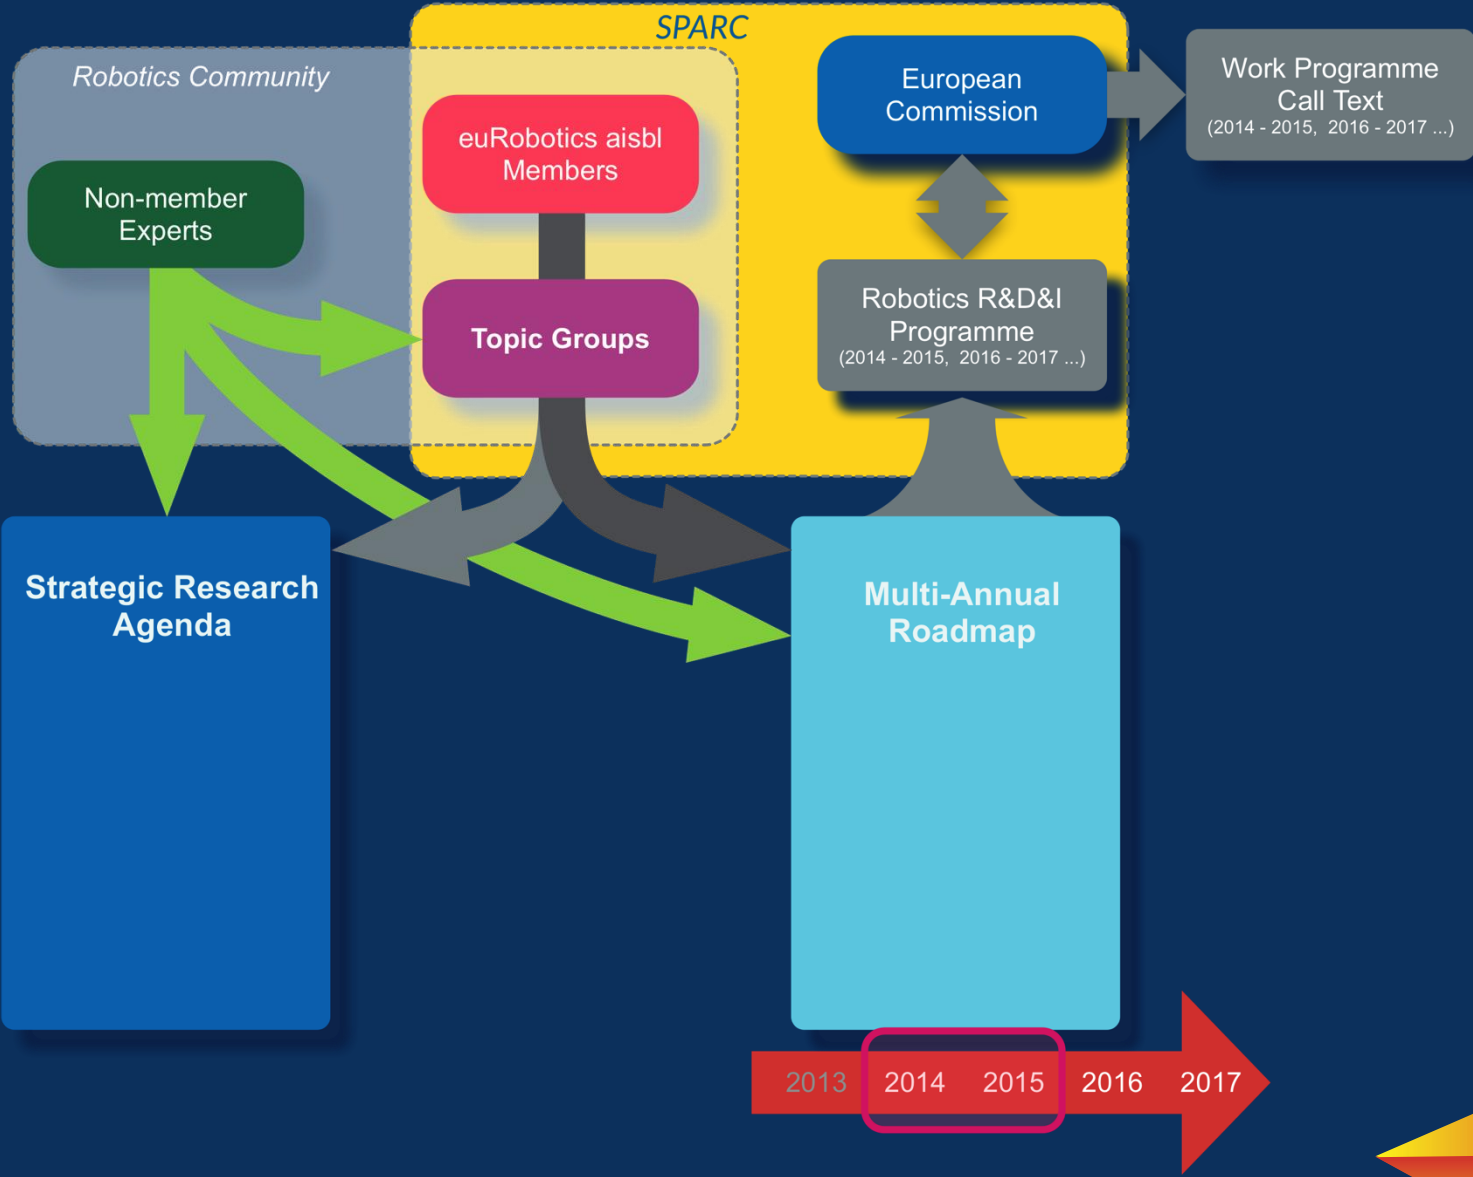 SPARC
Robotics Community
European
Commission
Work Programme
Call Text
(2014 - 2015, 2016 - 2017 ...)
euRobotics aisbl
Members
Non-member
Experts
Topic Groups
Robotics R&D&I
Programme
(2014 - 2015, 2016 - 2017 ...)
Strategic Research
Agenda
Multi-Annual
Roadmap
2013 2014 2015 2016 2017